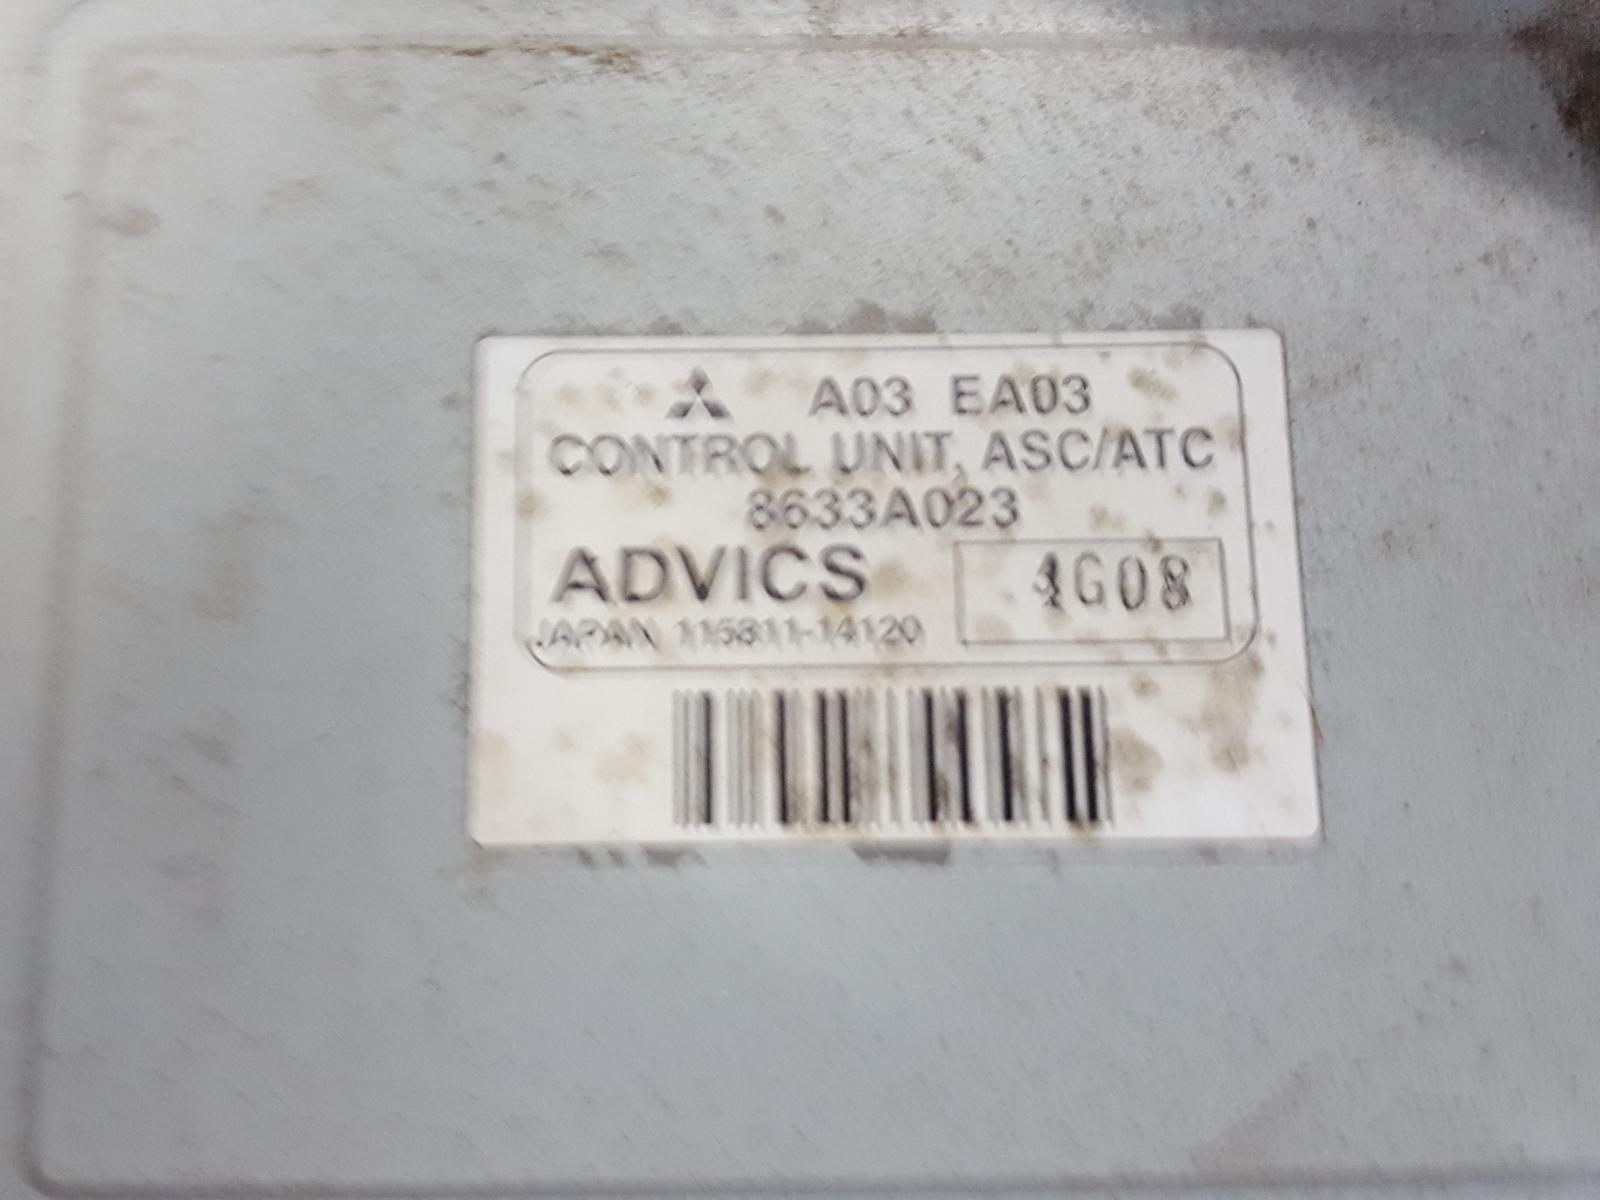 A03 EA03
CONTROL UNIT, ASC/ATC
8633A023
ADVICS 4G08
JAPAN 115811-14120